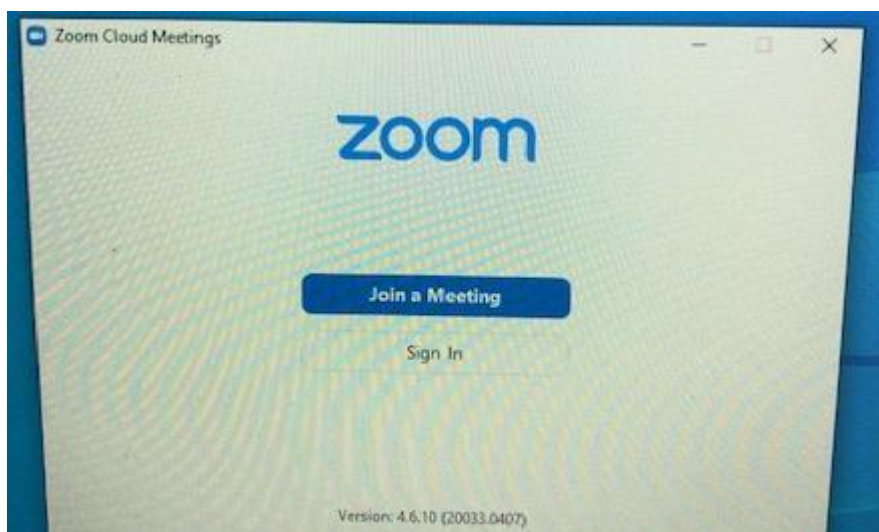 Zoom Cloud Meetings
zoom
Join a Meeting
Sign In
Version: 4.6.10 (20033.0407)